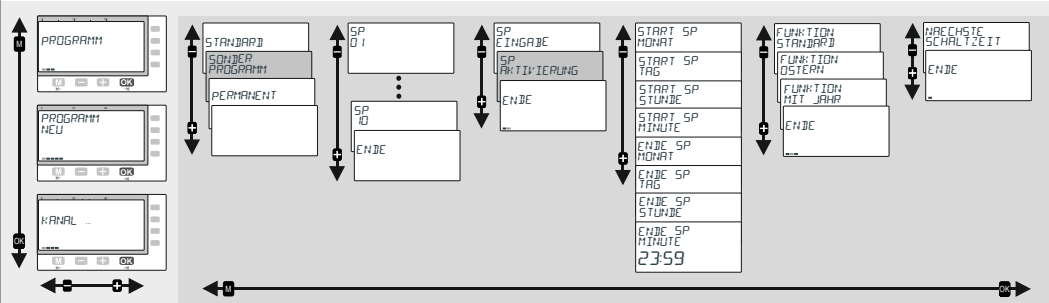 M
PROGRAMM
M
OK
PROGRAMM
NEU
M
OK
KANAL ...
OK
M
OK
STANDARD
SONDER
PROGRAMM
PERMANENT
SP
01
SP
10
ENDE
SP
EINGABE
SP
AKTIVIERUNG
ENDE
START SP
MONAT
START SP
TAG
START SP
STUNDE
START SP
MINUTE
ENDE SP
MONAT
ENDE SP
TAG
ENDE SP
STUNDE
ENDE SP
MINUTE
23:59
FUNKTION
STANDARD
FUNKTION
OSTERN
FUNKTION
MIT JAHR
ENDE
NAECHSTE
SCHALTZEIT
ENDE
M
OK